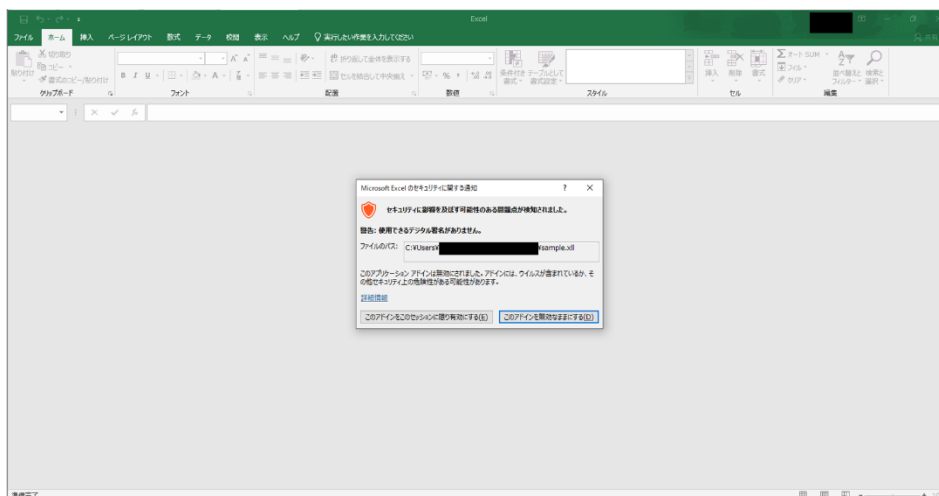 Excel
ファイル ホーム 挿入 ページレイアウト 数式 データ 校閲 表示 ヘルプ 実行したい作業を入力してください 共有
切り取り
コピー
書式のコピー/貼り付け
貼り付け
B I U
折り返して全体を表示する
セルを結合して中央揃え
条件付き 書式
テーブルとして 書式設定
挿入 削除 書式
オート SUM
フィル
クリア
並べ替えと フィルター
検索と 選択
クリップボード フォント 配置 数値 スタイル セル 編集
Microsoft Excel のセキュリティに関する通知 ? ×
セキュリティに影響を及ぼす可能性のある問題点が検知されました。
警告: 使用できるデジタル署名がありません。
ファイルのパス: C:¥Users¥ ¥sample.xll
このアプリケーション アドインは無効にされました。アドインには、ウイルスが含まれているか、そ
の他セキュリティ上の危険性がある可能性があります。
詳細情報
このアドインをこのセッションに限り有効にする(E) このアドインを無効なままにする(D)
準備完了